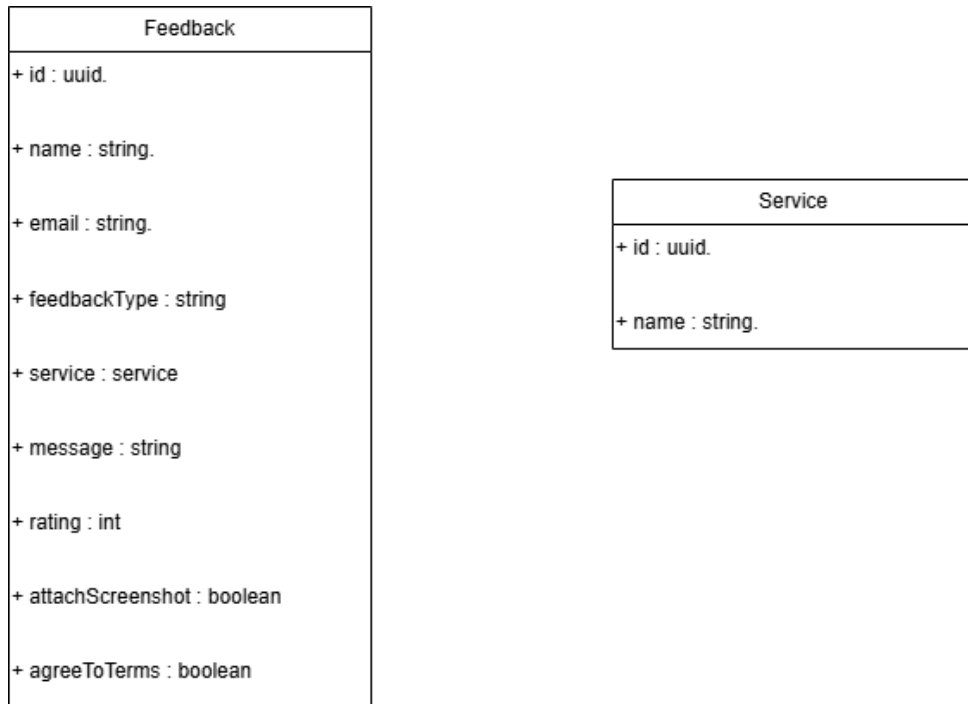 Feedback
+ id : uuid.
+ name : string.
+ email : string.
+ feedbackType : string
+ service : service
+ message : string
+ rating : int
+ attachScreenshot : boolean
+ agreeToTerms : boolean
Service
+ id : uuid.
+ name : string.